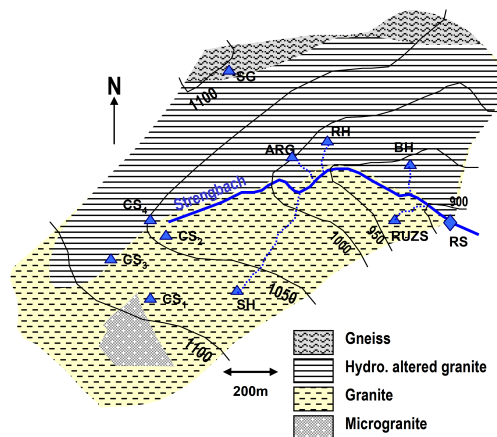 N
SG
1100
RH
ARG
BH
Strengbach
CS4
CS2
900
RUZS
RS
950
1000
CS3
1050
SH
CS1
1100
200m
Gneiss
Hydro. altered granite
Granite
Microgranite